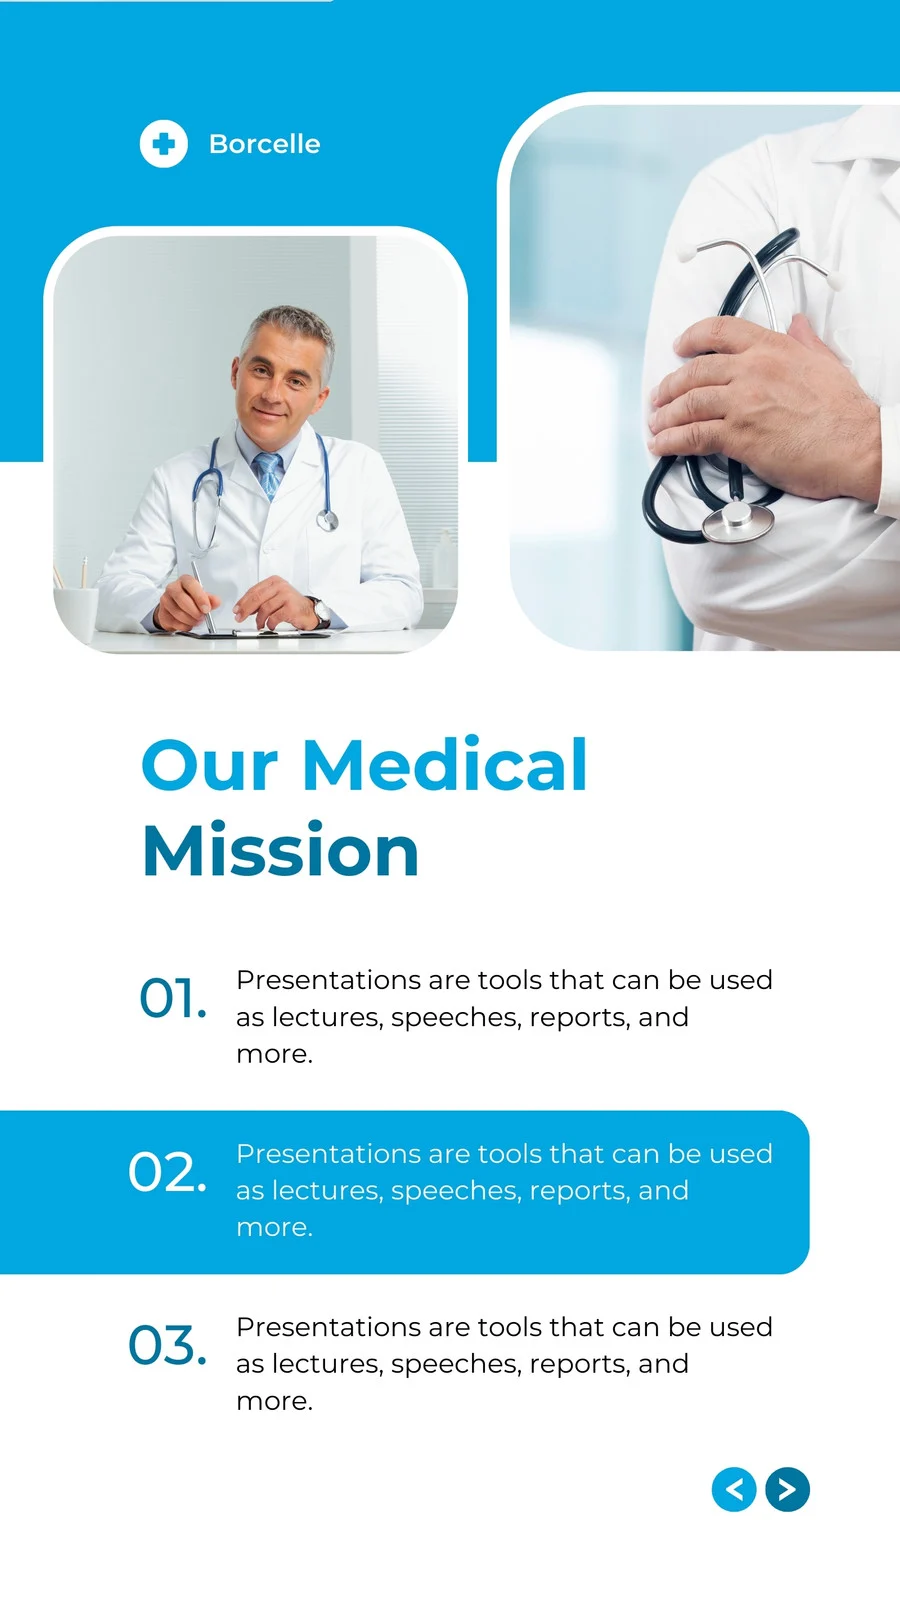 Borcelle
Our Medical
Mission
01.
Presentations are tools that can be used
as lectures, speeches, reports, and
more.
02.
Presentations are tools that can be used
as lectures, speeches, reports, and
more.
03.
Presentations are tools that can be used
as lectures, speeches, reports, and
more.